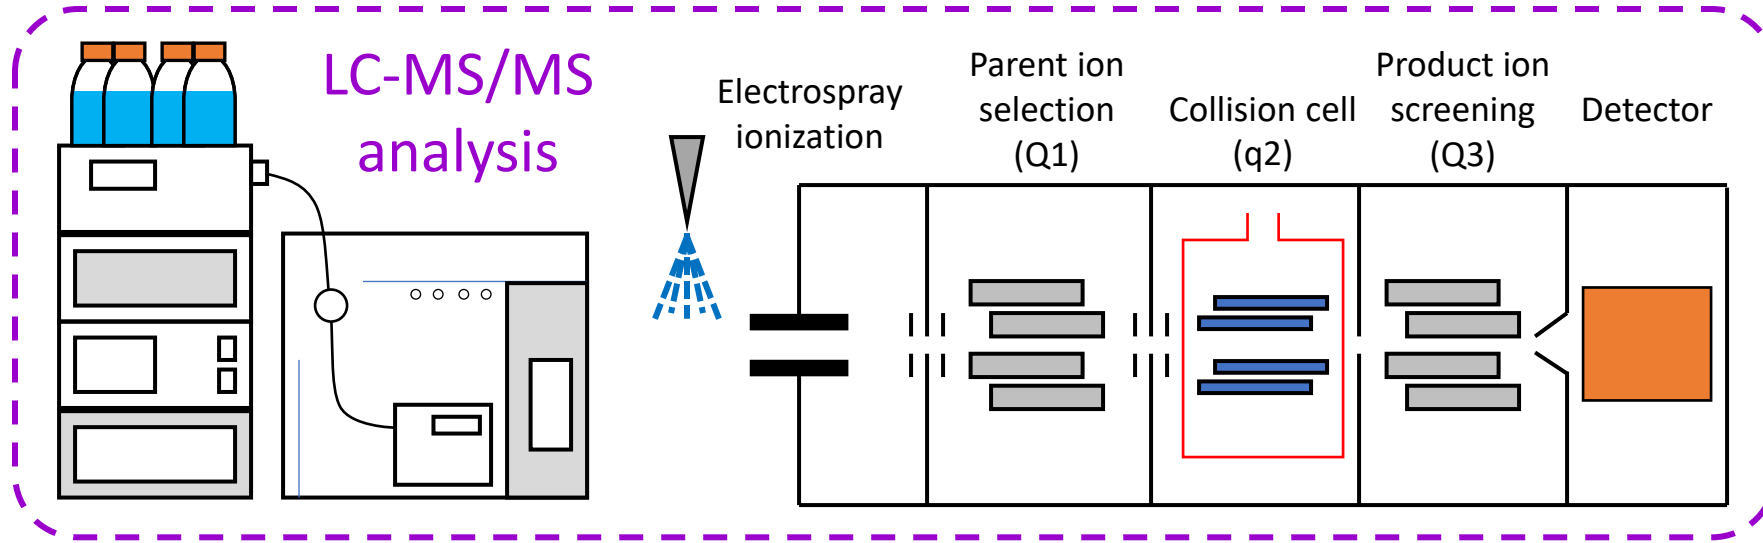 LC-MS/MS
analysis
Electrospray
ionization
Parent ion
selection
(Q1)
Collision cell
(q2)
Product ion
screening
(Q3)
Detector